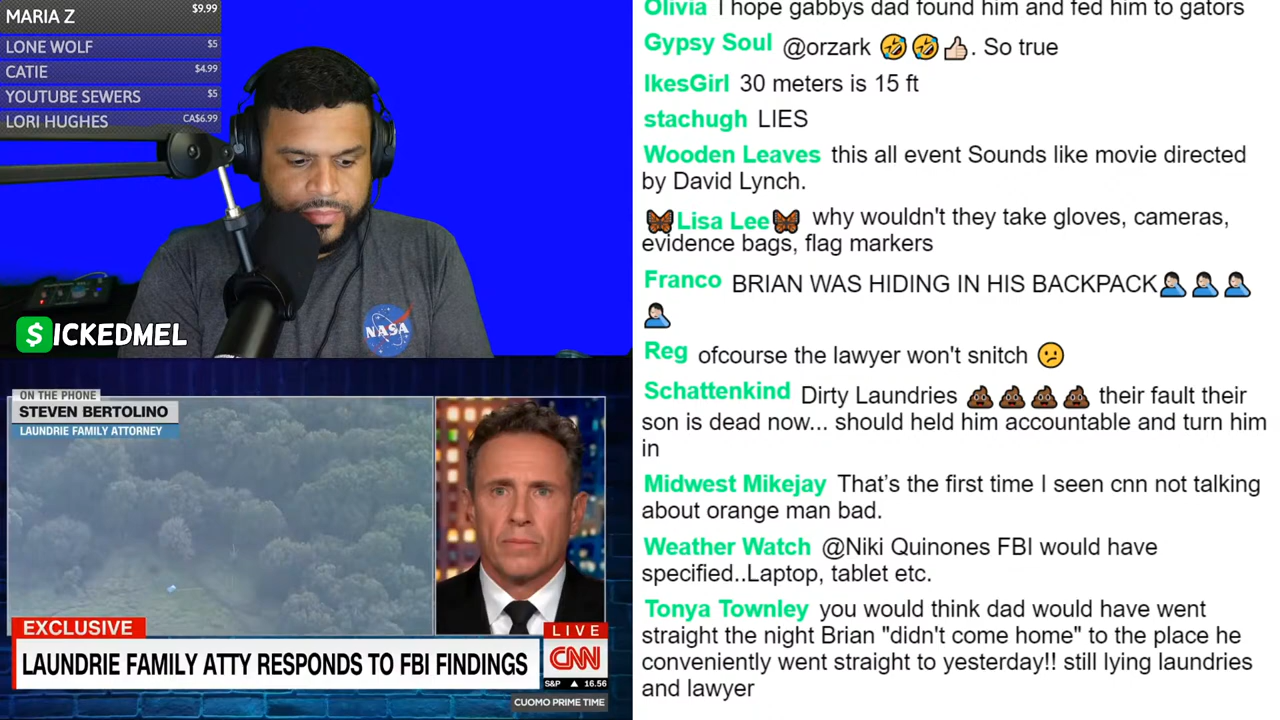 MARIA Z $9.99
LONE WOLF $5
CATIE $4.99
YOUTUBE SEWERS $5
LORI HUGHES CA$6.99
NASA
$ICKEDMEL
ON THE PHONE
STEVEN BERTOLINO
LAUNDRIE FAMILY ATTORNEY
EXCLUSIVE
LAUNDRIE FAMILY ATTY RESPONDS TO FBI FINDINGS
LIVE
CNN
S&P ▲ 16.56
CUOMO PRIME TIME
Olivia I hope gabbys dad found him and fed him to gators
Gypsy Soul @orzark 🤣🤣👍🏻. So true
IkesGirl 30 meters is 15 ft
stachugh LIES
Wooden Leaves this all event Sounds like movie directed
by David Lynch.
🦋Lisa Lee🦋 why wouldn't they take gloves, cameras,
evidence bags, flag markers
Franco BRIAN WAS HIDING IN HIS BACKPACK
Reg ofcourse the lawyer won't snitch 🫤
Schattenkind Dirty Laundries 💩💩💩💩 their fault their
son is dead now... should held him accountable and turn him
in
Midwest Mikejay That’s the first time I seen cnn not talking
about orange man bad.
Weather Watch @Niki Quinones FBI would have
specified..Laptop, tablet etc.
Tonya Townley you would think dad would have went
straight the night Brian "didn't come home" to the place he
conveniently went straight to yesterday!! still lying laundries
and lawyer